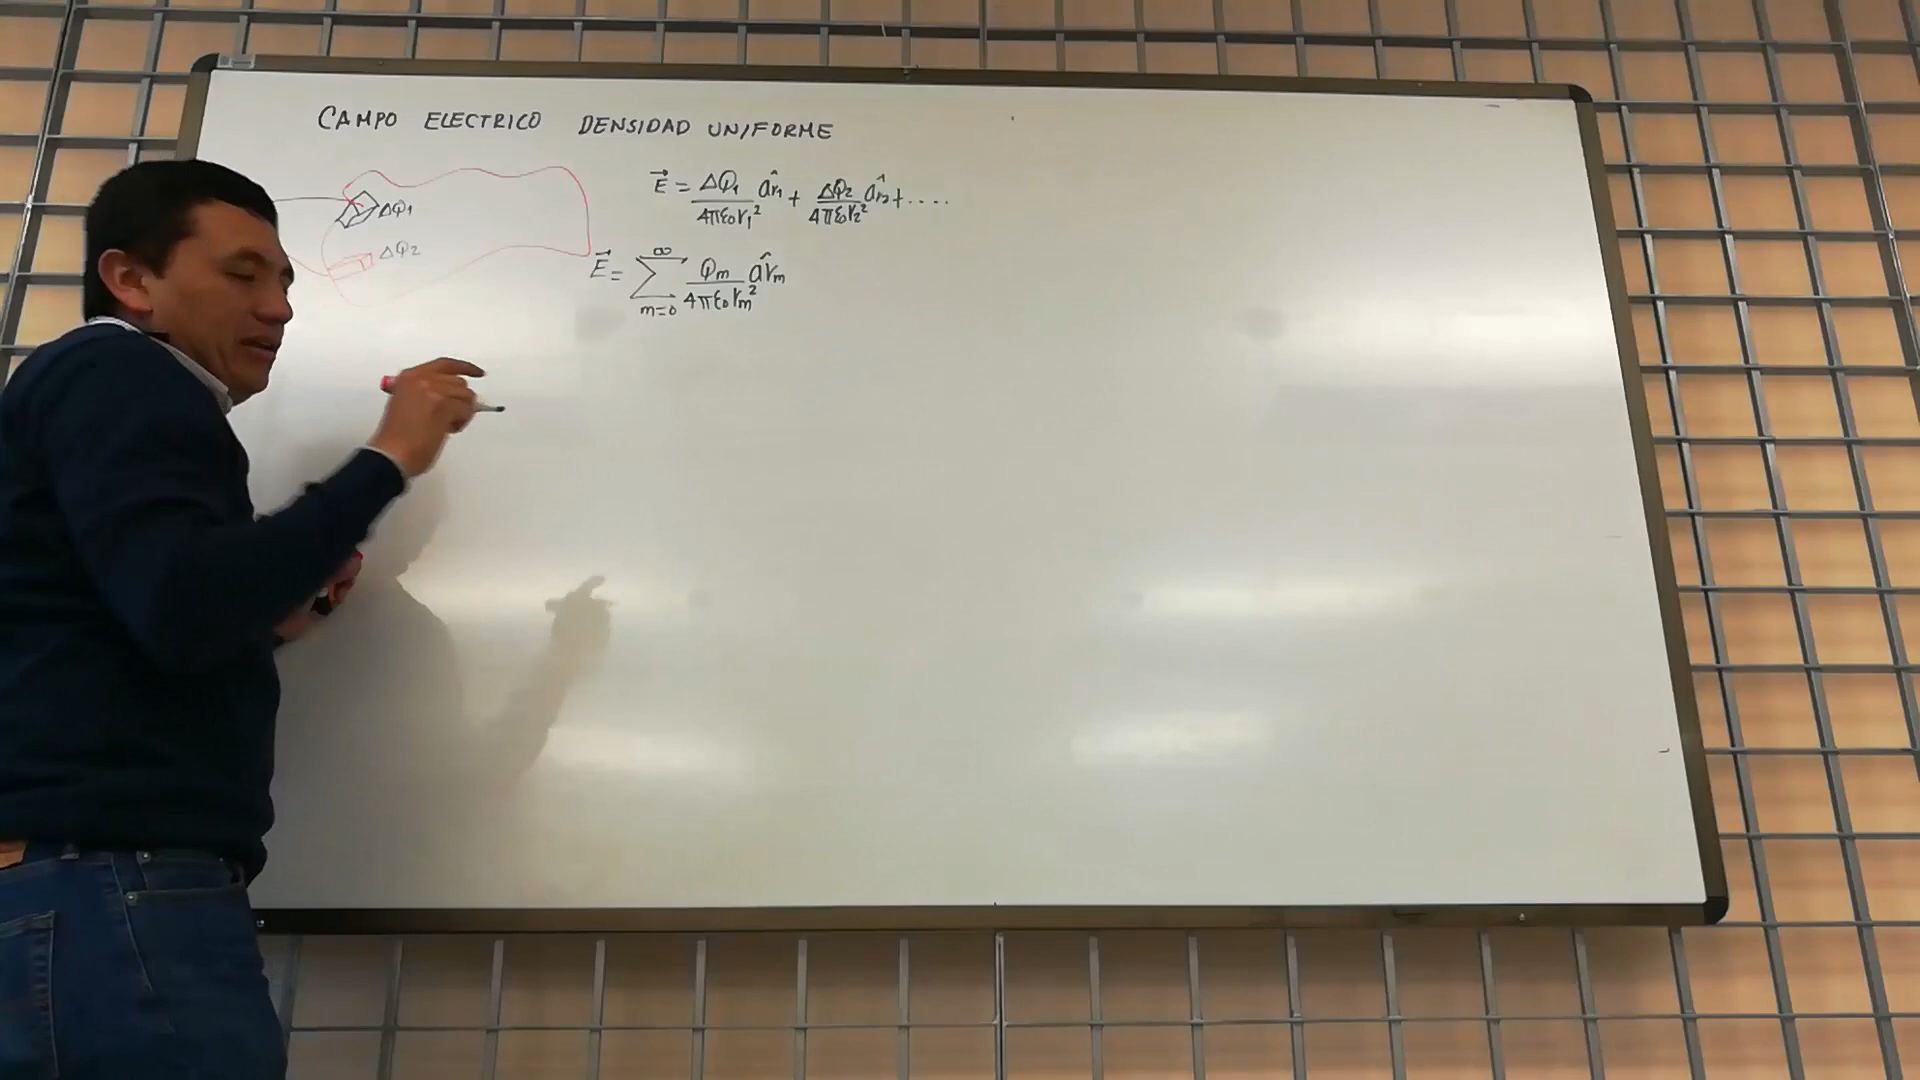 CAMPO ELECTRICO DENSIDAD UNIFORME
ΔQ1
ΔQ2
E⃗ = ΔQ1/4πε0r1² âr1 + ΔQ2/4πε0r2² âr2 + ....
E⃗ = ∑_{m=0}^{∞} Qm/4πε0rm² ârm